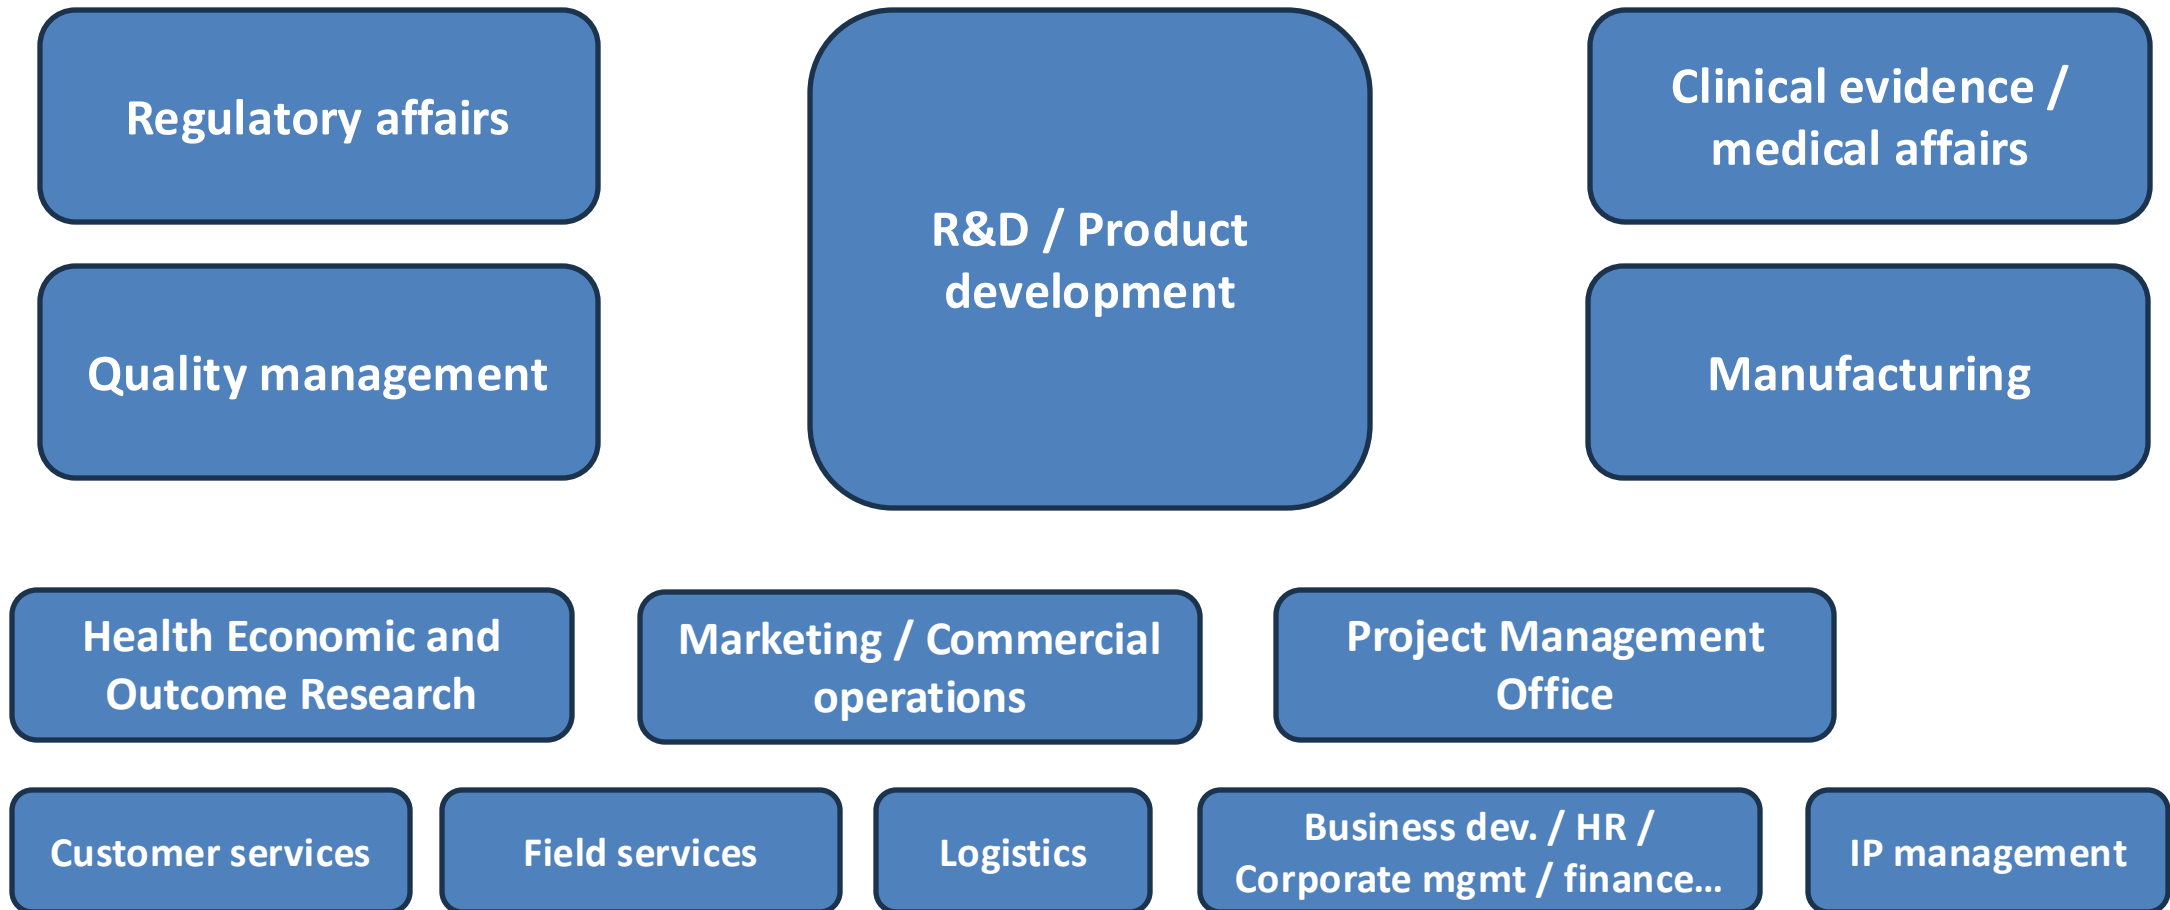 Regulatory affairs
R&D / Product
development
Clinical evidence /
medical affairs
Quality management
Manufacturing
Health Economic and
Outcome Research
Marketing / Commercial
operations
Project Management
Office
Customer services
Field services
Logistics
Business dev. / HR /
Corporate mgmt / finance...
IP management